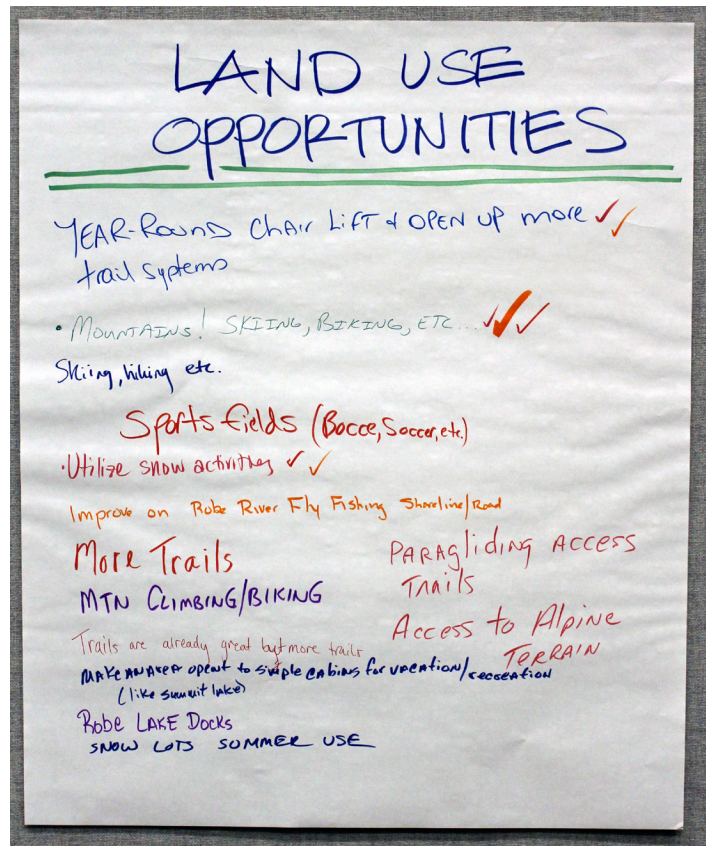 LAND USE
OPPORTUNITIES
YEAR-ROUND CHAIR LIFT & OPEN UP more
trail systems
• MOUNTAINS! SKIING, BIKING, ETC...
Skiing, hiking etc.
Sports fields (Bocce, Soccer, etc.)
• Utilize snow activities
Improve on Robe River Fly Fishing Shoreline/Road
More Trails
MTN CLIMBING/BIKING
PARAgliding ACCESS
TRAils
Access to Alpine
TERRAIN
Trails are already great but more trails
MAKE AN AREA OPENT to simple cabins for vacation/recreation
(like summit lake)
Robe LAKE Docks
SNOW LOTS SUMMER USE